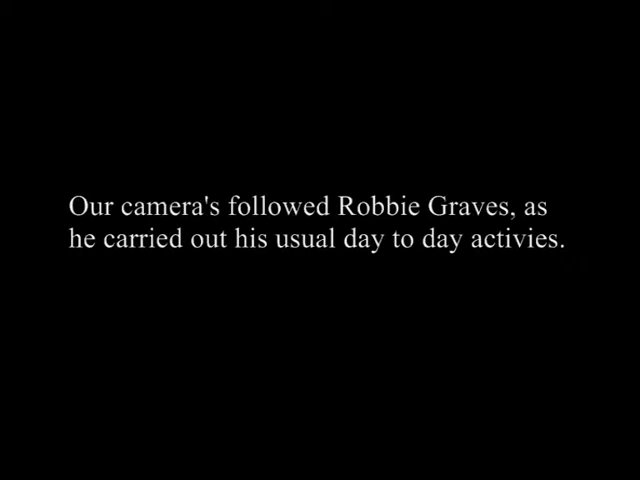 Our camera's followed Robbie Graves, as
he carried out his usual day to day activies.